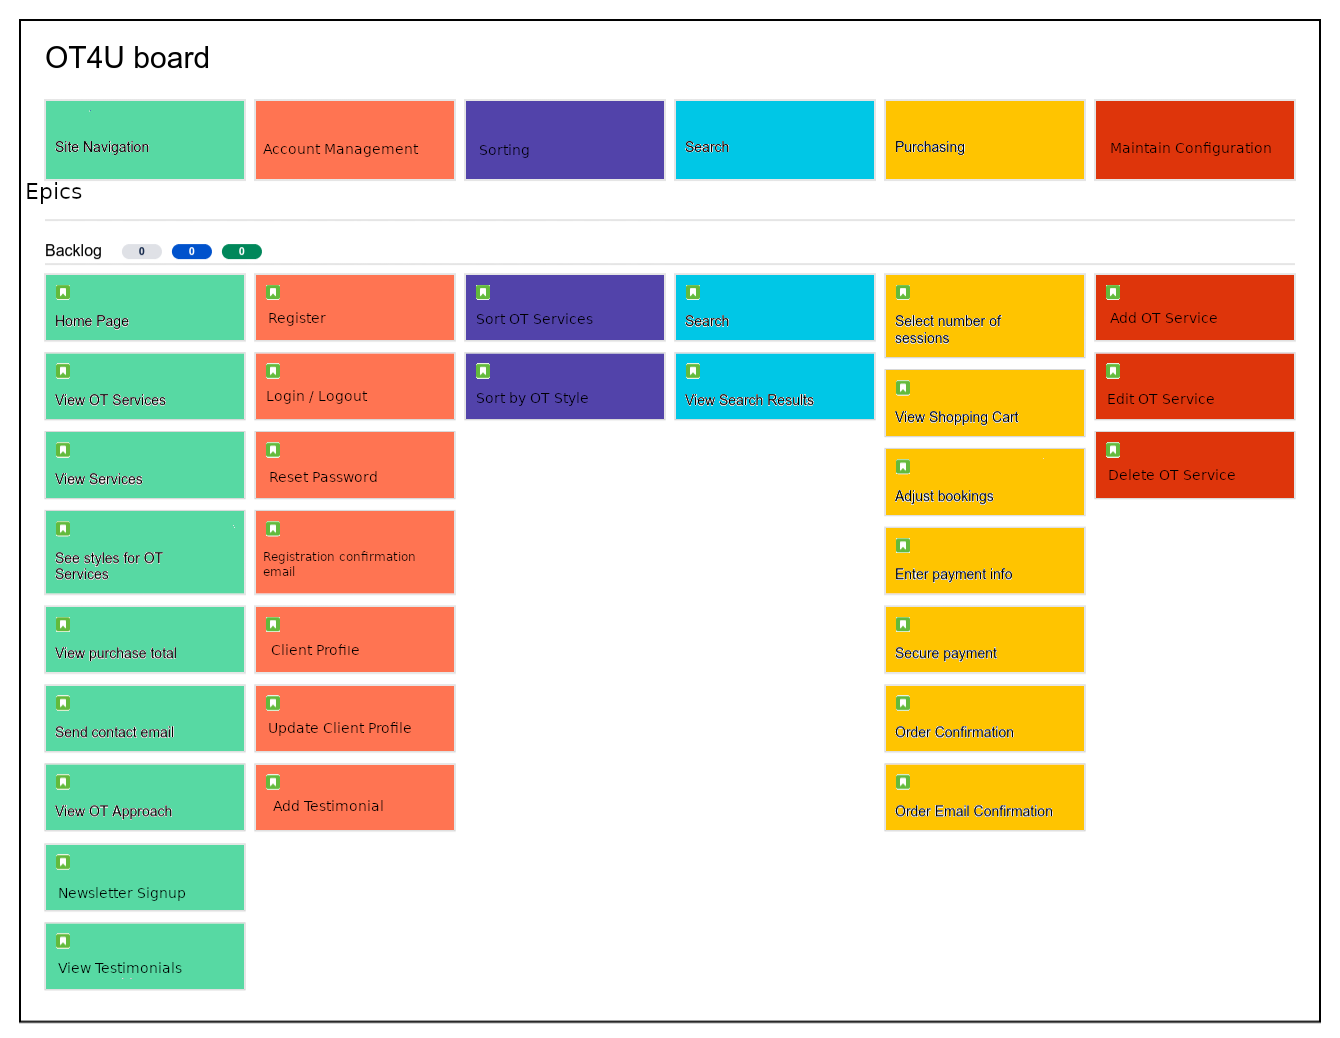 OT4U board
Site Navigation
Account Management
Sorting
Search
Purchasing
Maintain Configuration
Epics
Backlog 0 0 0
Home Page
Register
Sort OT Services
Search
Select number of
sessions
Add OT Service
View OT Services
Login / Logout
Sort by OT Style
View Search Results
View Shopping Cart
Edit OT Service
View Services
Reset Password
Adjust bookings
Delete OT Service
See styles for OT
Services
Registration confirmation
email
Enter payment info
View purchase total
Client Profile
Secure payment
Send contact email
Update Client Profile
Order Confirmation
View OT Approach
Add Testimonial
Order Email Confirmation
Newsletter Signup
View Testimonials